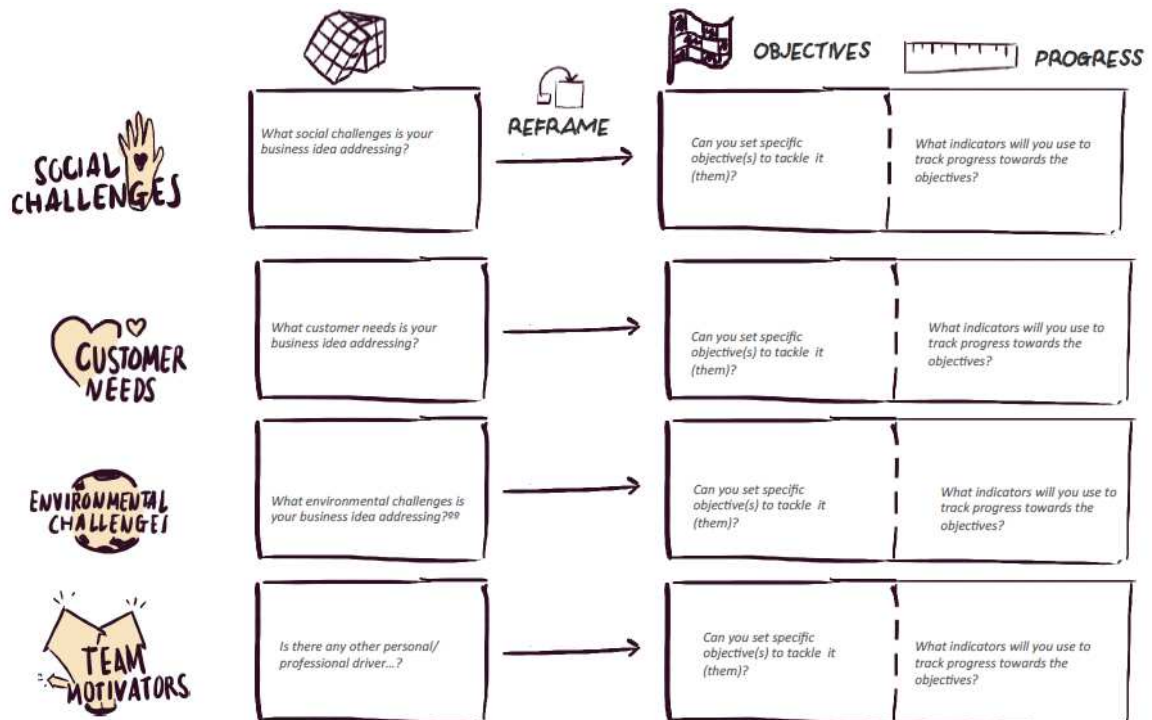 OBJECTIVES
PROGRESS
REFRAME
SOCIAL
CHALLENGES
What social challenges is your
business idea addressing?
Can you set specific
objective(s) to tackle it
(them)?
What indicators will you use to
track progress towards the
objectives?
CUSTOMER
NEEDS
What customer needs is your
business idea addressing?
Can you set specific
objective(s) to tackle it
(them)?
What indicators will you use to
track progress towards the
objectives?
ENVIRONMENTAL
CHALLENGES
What environmental challenges is
your business idea addressing?ºº
Can you set specific
objective(s) to tackle it
(them)?
What indicators will you use to
track progress towards the
objectives?
TEAM
MOTIVATORS
Is there any other personal/
professional driver...?
Can you set specific
objective(s) to tackle it
(them)?
What indicators will you use to
track progress towards the
objectives?